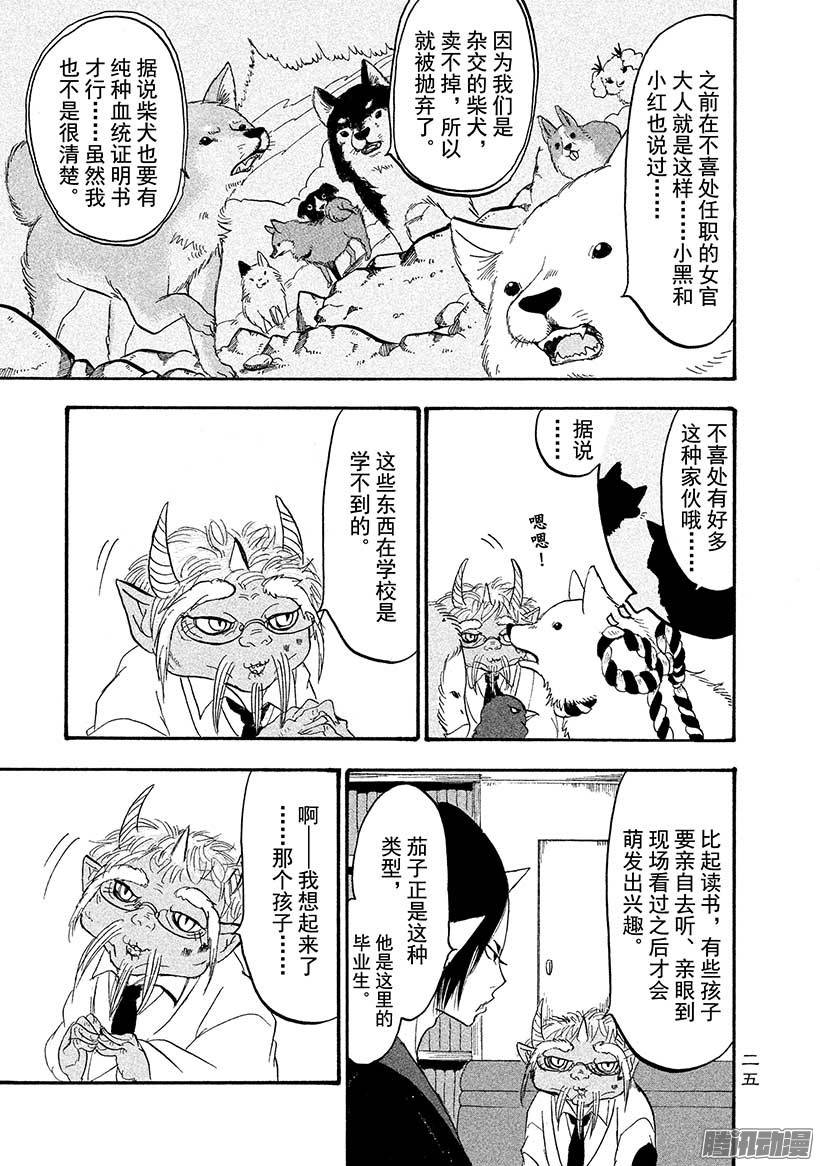 之前在不喜处任职的女官
大人就是这样……小黑和
小红也说过……
因为我们是
杂交的柴犬，
卖不掉，所以
就被抛弃了。
据说柴犬也要有
纯种血统证明书
才行……虽然我
也不是很清楚。
不喜处有好多
这种家伙哦……
据说
……
嗯嗯！
这些东西在学校是
学不到的。
比起读书，有些孩子
要亲自去听、亲眼到
现场看过之后才会
萌发出兴趣。
茄子正是这种
类型，
他是这里的
毕业生。
啊——我想起来了
……那个孩子……
二五
腾讯动漫